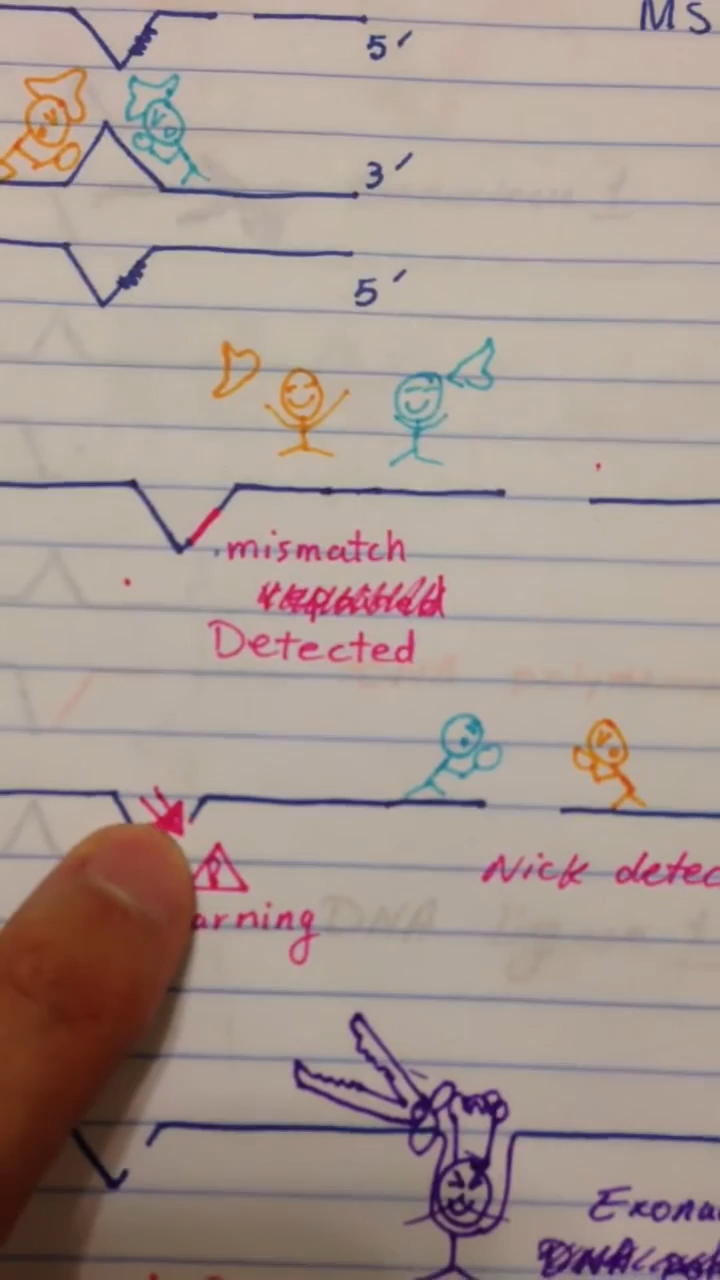 MS
5′
3′
5′
mismatch
Detected
Nick detec
arning
Exonu